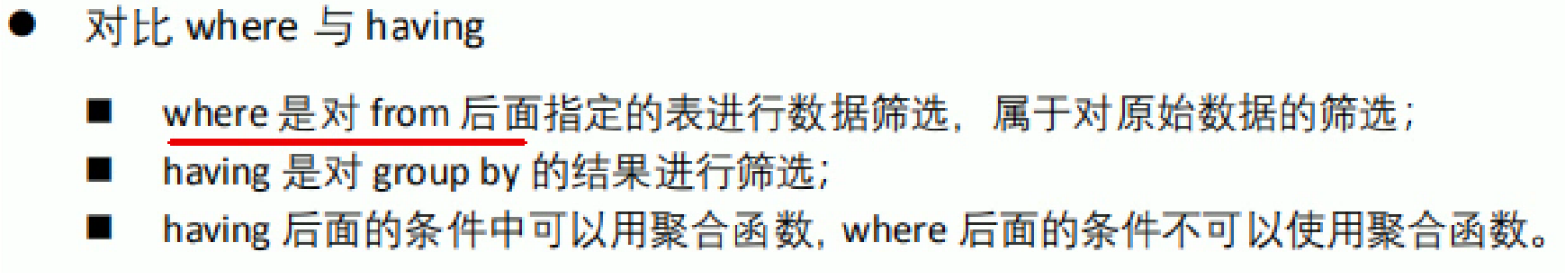 ● 对比 where 与 having
■ where 是对 from 后面指定的表进行数据筛选，属于对原始数据的筛选；
■ having 是对 group by 的结果进行筛选；
■ having 后面的条件中可以用聚合函数, where 后面的条件不可以使用聚合函数。